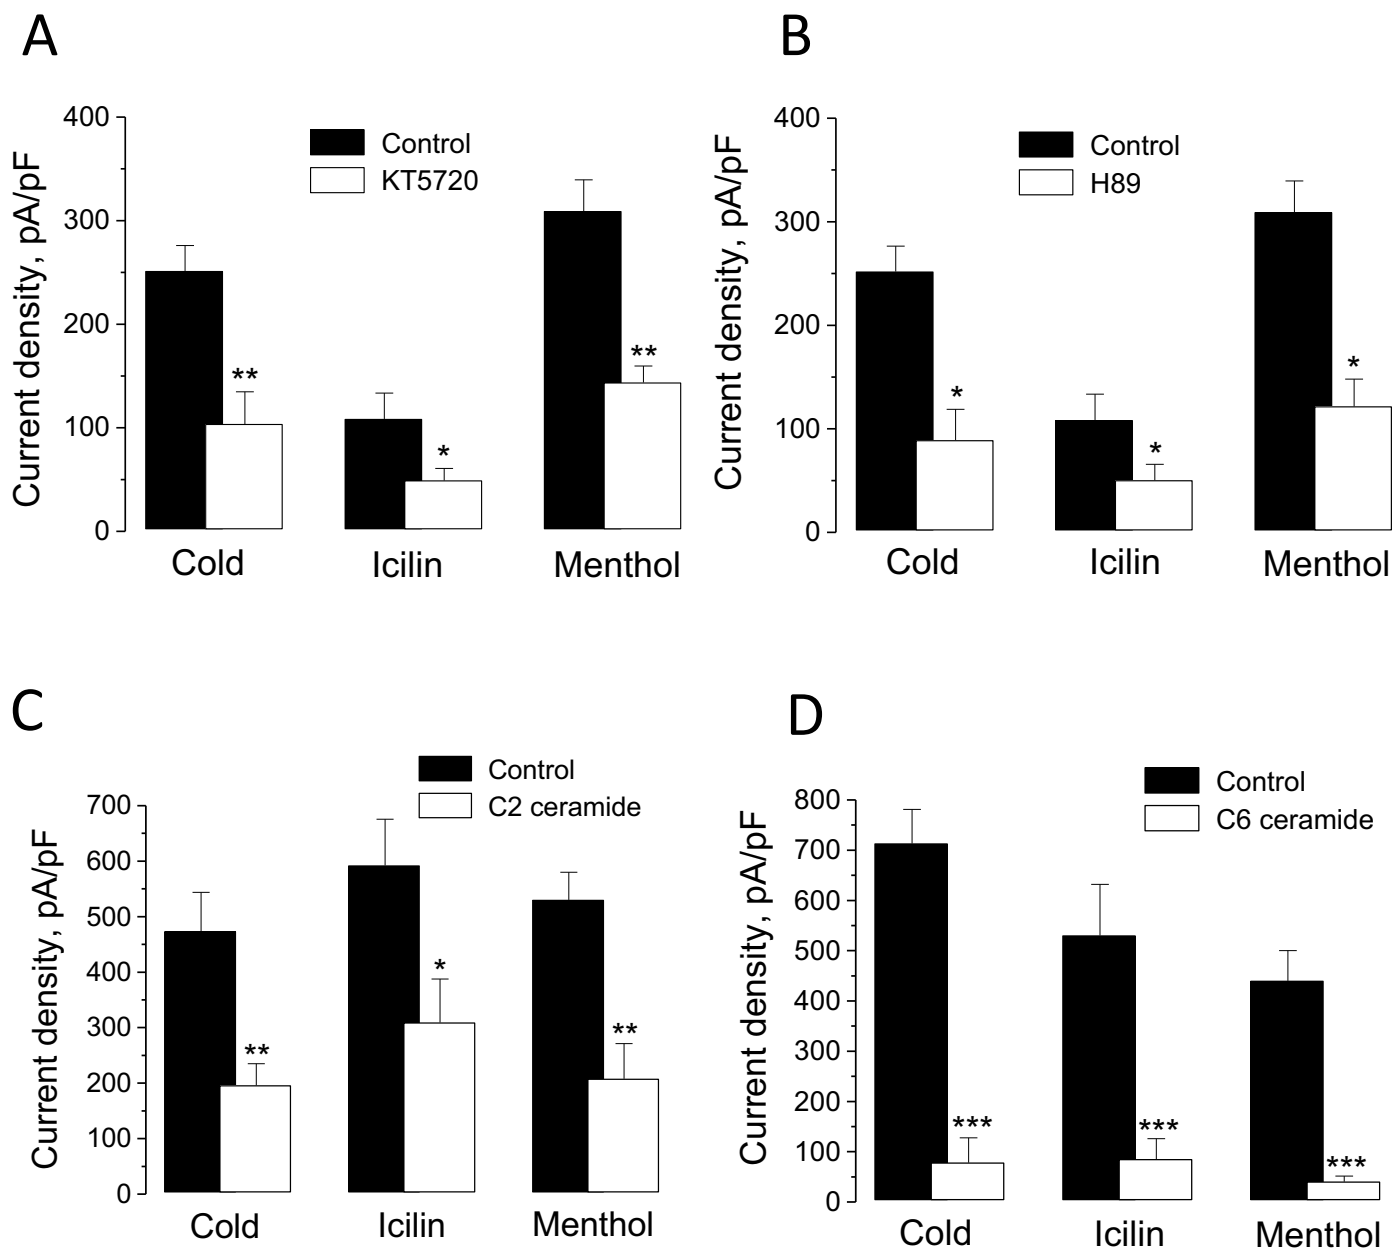 A
Current density, pA/pF
400
300
200
100
0
Control
KT5720
**
*
**
Cold
Icilin
Menthol
B
Current density, pA/pF
400
300
200
100
0
Control
H89
*
*
*
Cold
Icilin
Menthol
C
Current density, pA/pF
700
600
500
400
300
200
100
0
Control
C2 ceramide
**
*
**
Cold
Icilin
Menthol
D
Current density, pA/pF
800
700
600
500
400
300
200
100
0
Control
C6 ceramide
***
***
***
Cold
Icilin
Menthol